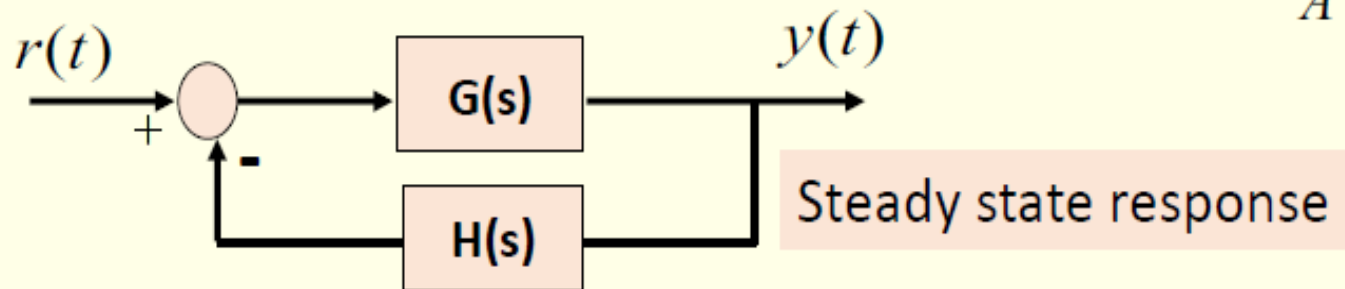 A
r(t)
y(t)
G(s)
+
-
Steady state response
H(s)